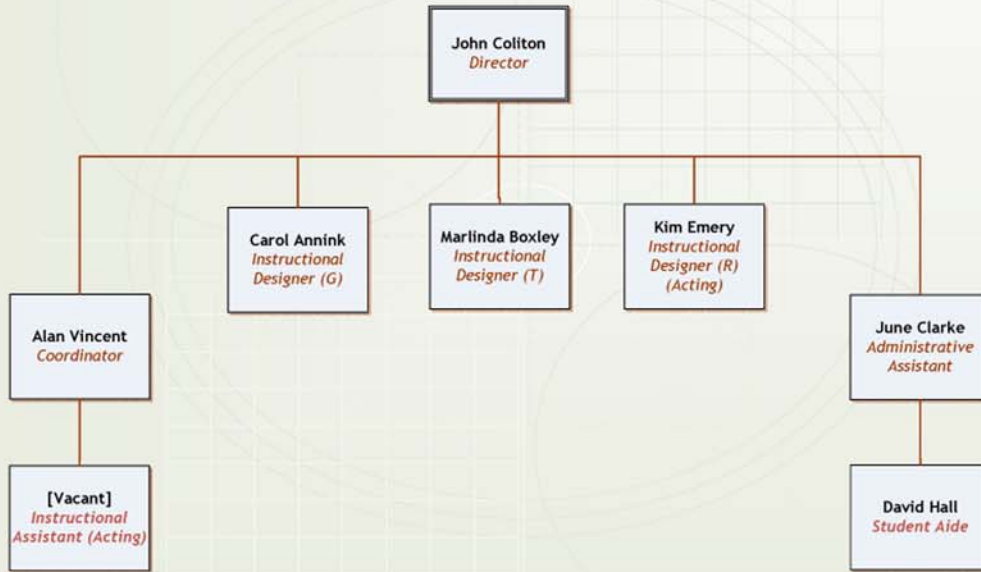 John Coliton
Director
Carol Annink
Instructional
Designer (G)
Marlinda Boxley
Instructional
Designer (T)
Kim Emery
Instructional
Designer (R)
(Acting)
Alan Vincent
Coordinator
June Clarke
Administrative
Assistant
[Vacant]
Instructional
Assistant (Acting)
David Hall
Student Aide